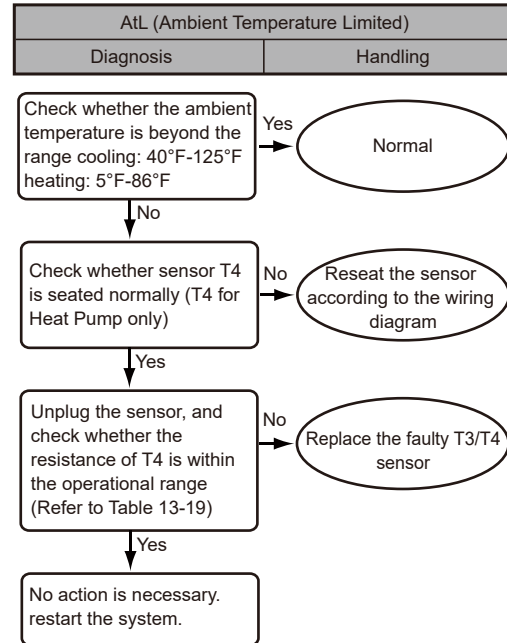 AtL (Ambient Temperature Limited)
Diagnosis
Handling
Check whether the ambient
temperature is beyond the
range cooling: 40°F-125°F
heating: 5°F-86°F
Yes
Normal
No
Check whether sensor T4
is seated normally (T4 for
Heat Pump only)
No
Reseat the sensor
according to the wiring
diagram
Yes
Unplug the sensor, and
check whether the
resistance of T4 is within
the operational range
(Refer to Table 13-19)
No
Replace the faulty T3/T4
sensor
Yes
No action is necessary.
restart the system.